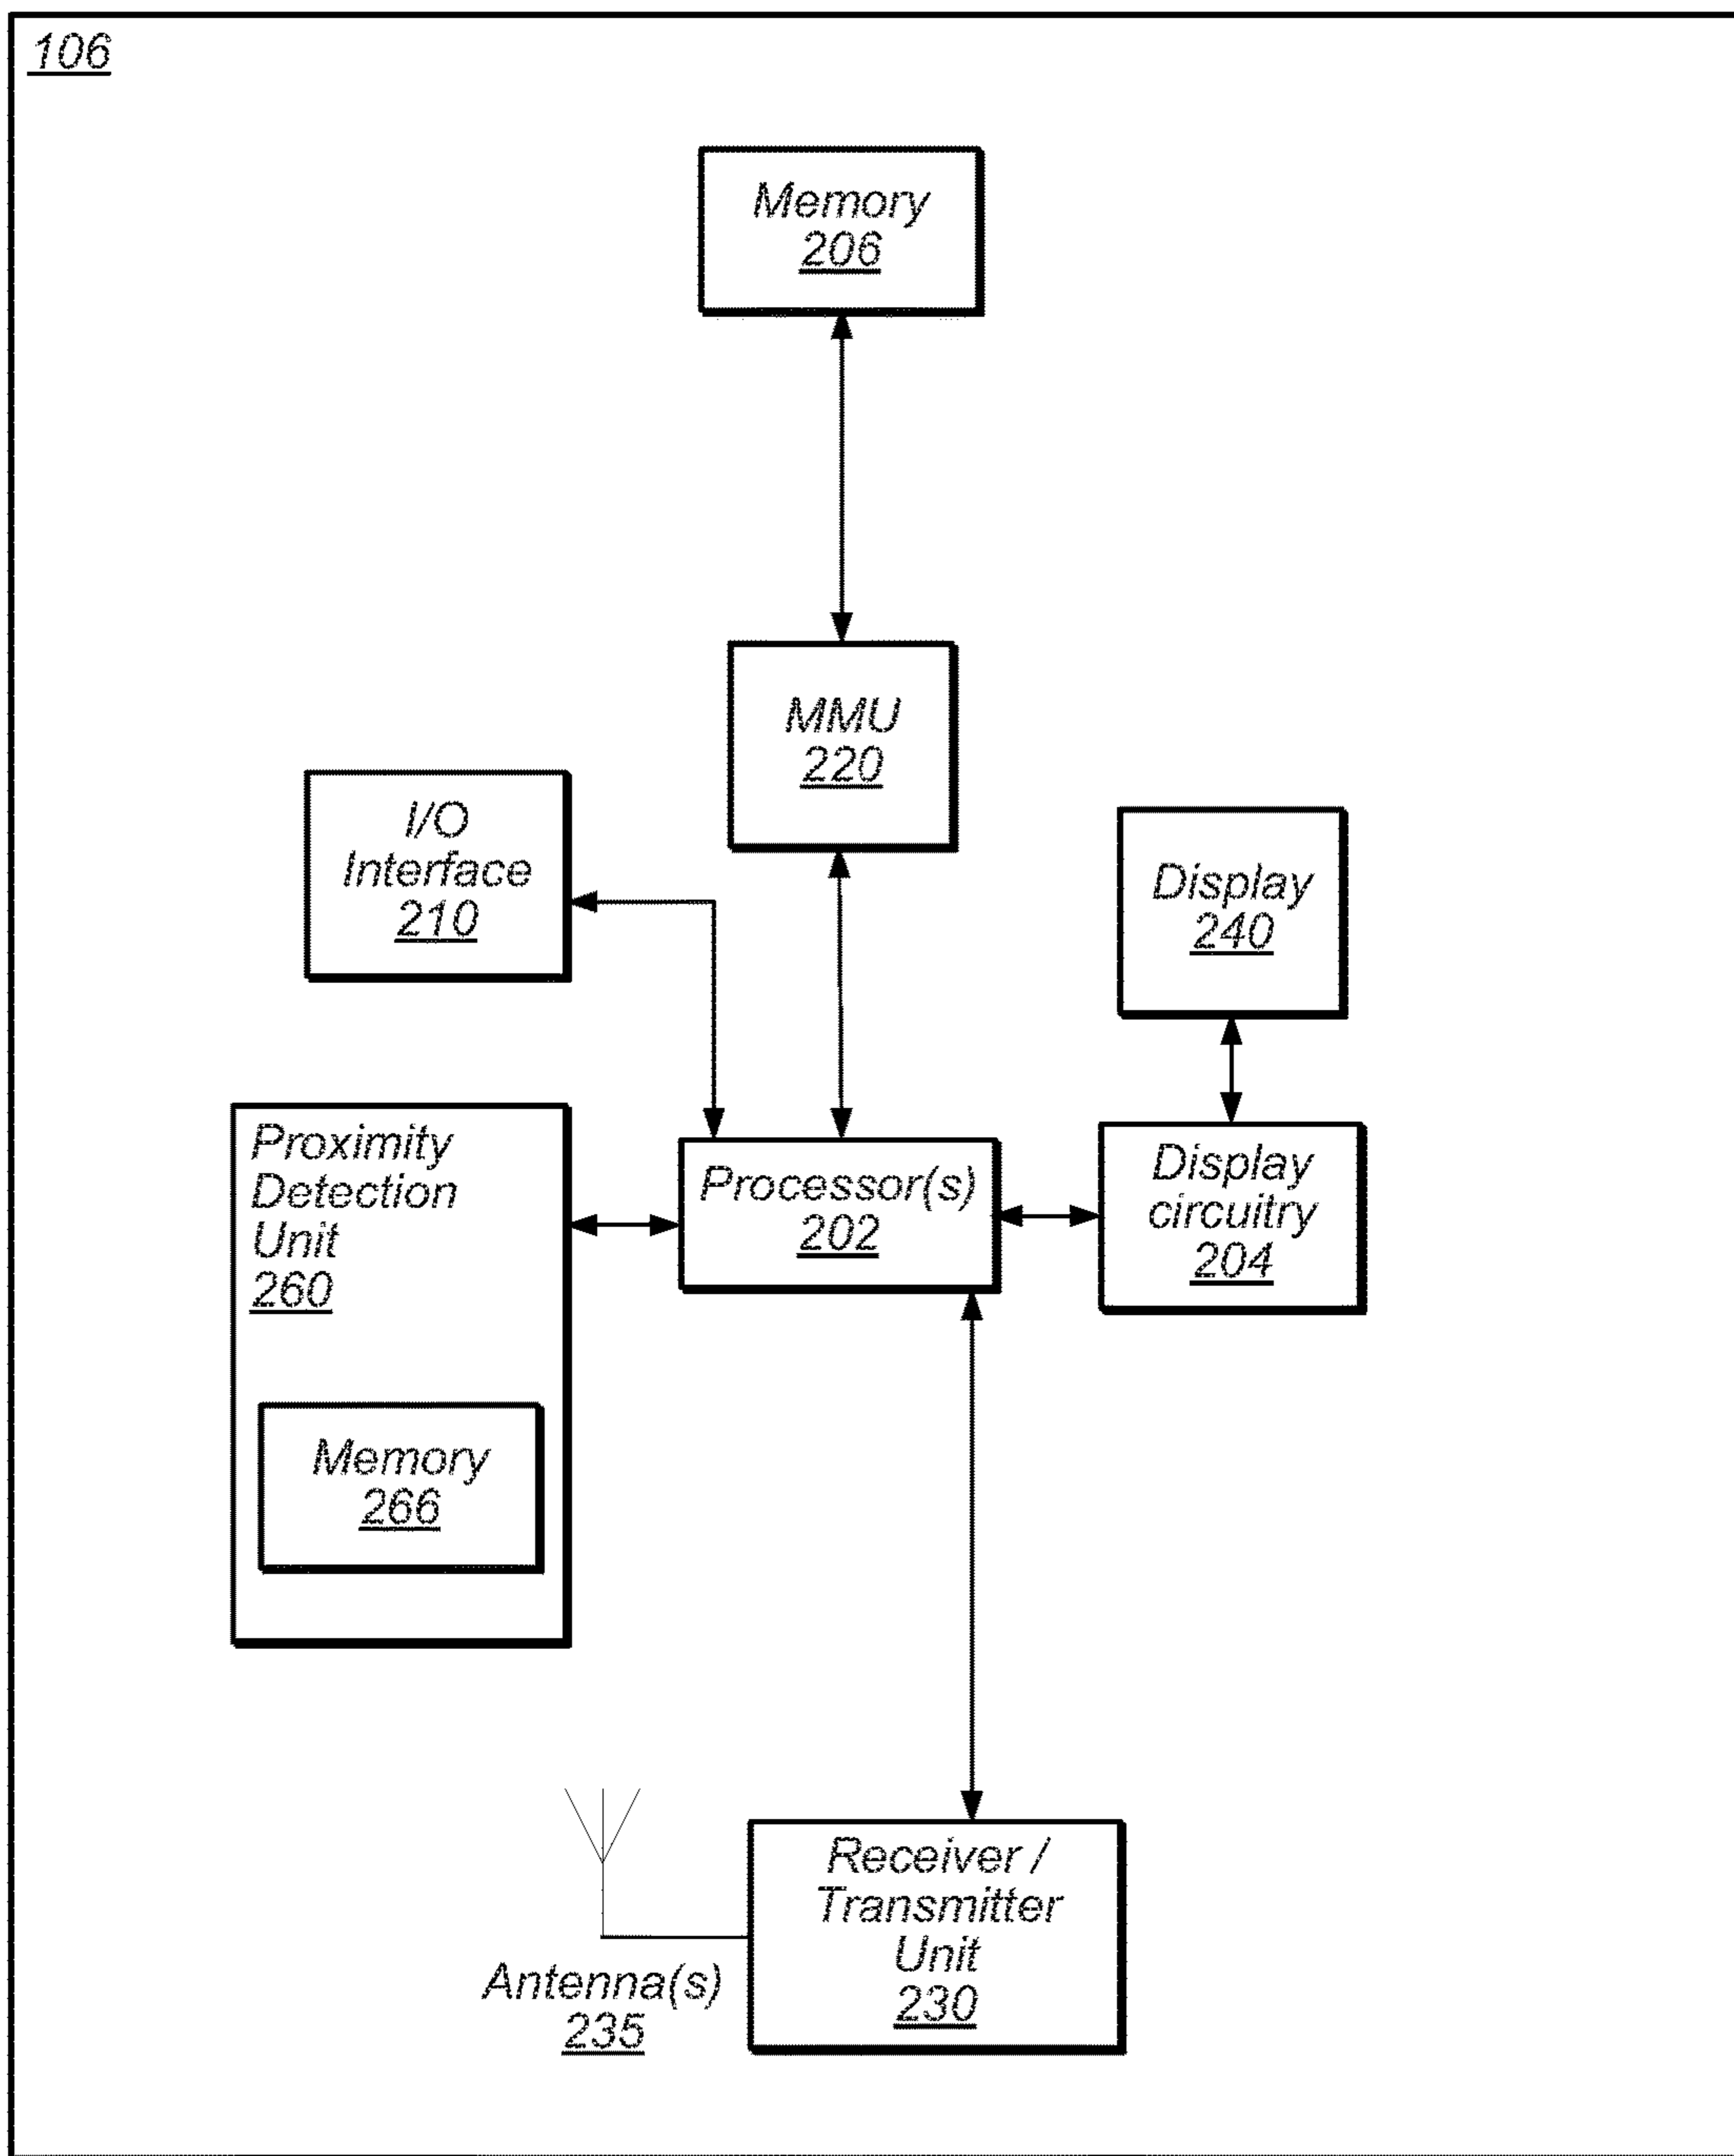 106
Memory
206
MMU
220
I/O
Interface
210
Display
240
Proximity
Detection
Unit
260
Processor(s)
202
Display
circuitry
204
Memory
266
Receiver /
Transmitter
Unit
230
Antenna(s)
235